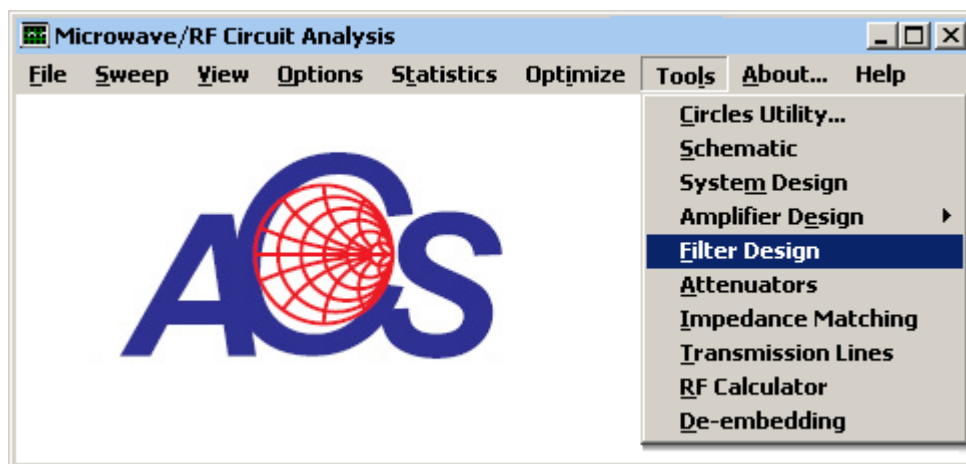 Microwave/RF Circuit Analysis
File Sweep View Options Statistics Optimize Tools About... Help
Circles Utility...
Schematic
System Design
Amplifier Design
Filter Design
Attenuators
Impedance Matching
Transmission Lines
RF Calculator
De-embedding
ACS